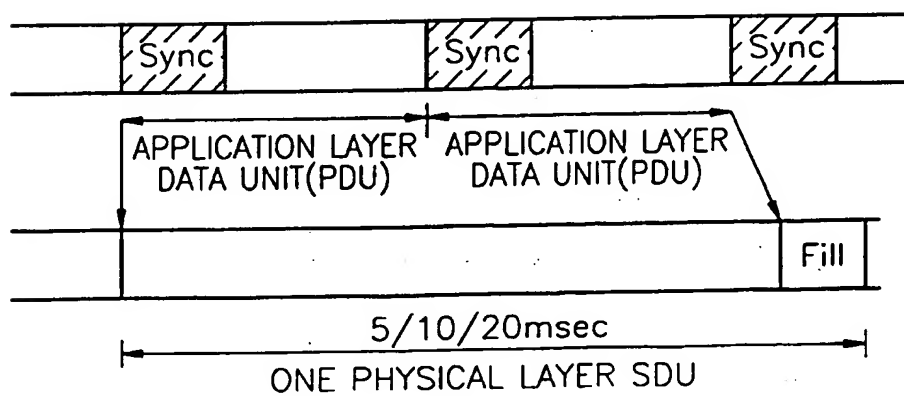 Sync Sync Sync
APPLICATION LAYER DATA UNIT(PDU)
APPLICATION LAYER DATA UNIT(PDU)
Fill
5/10/20msec
ONE PHYSICAL LAYER SDU